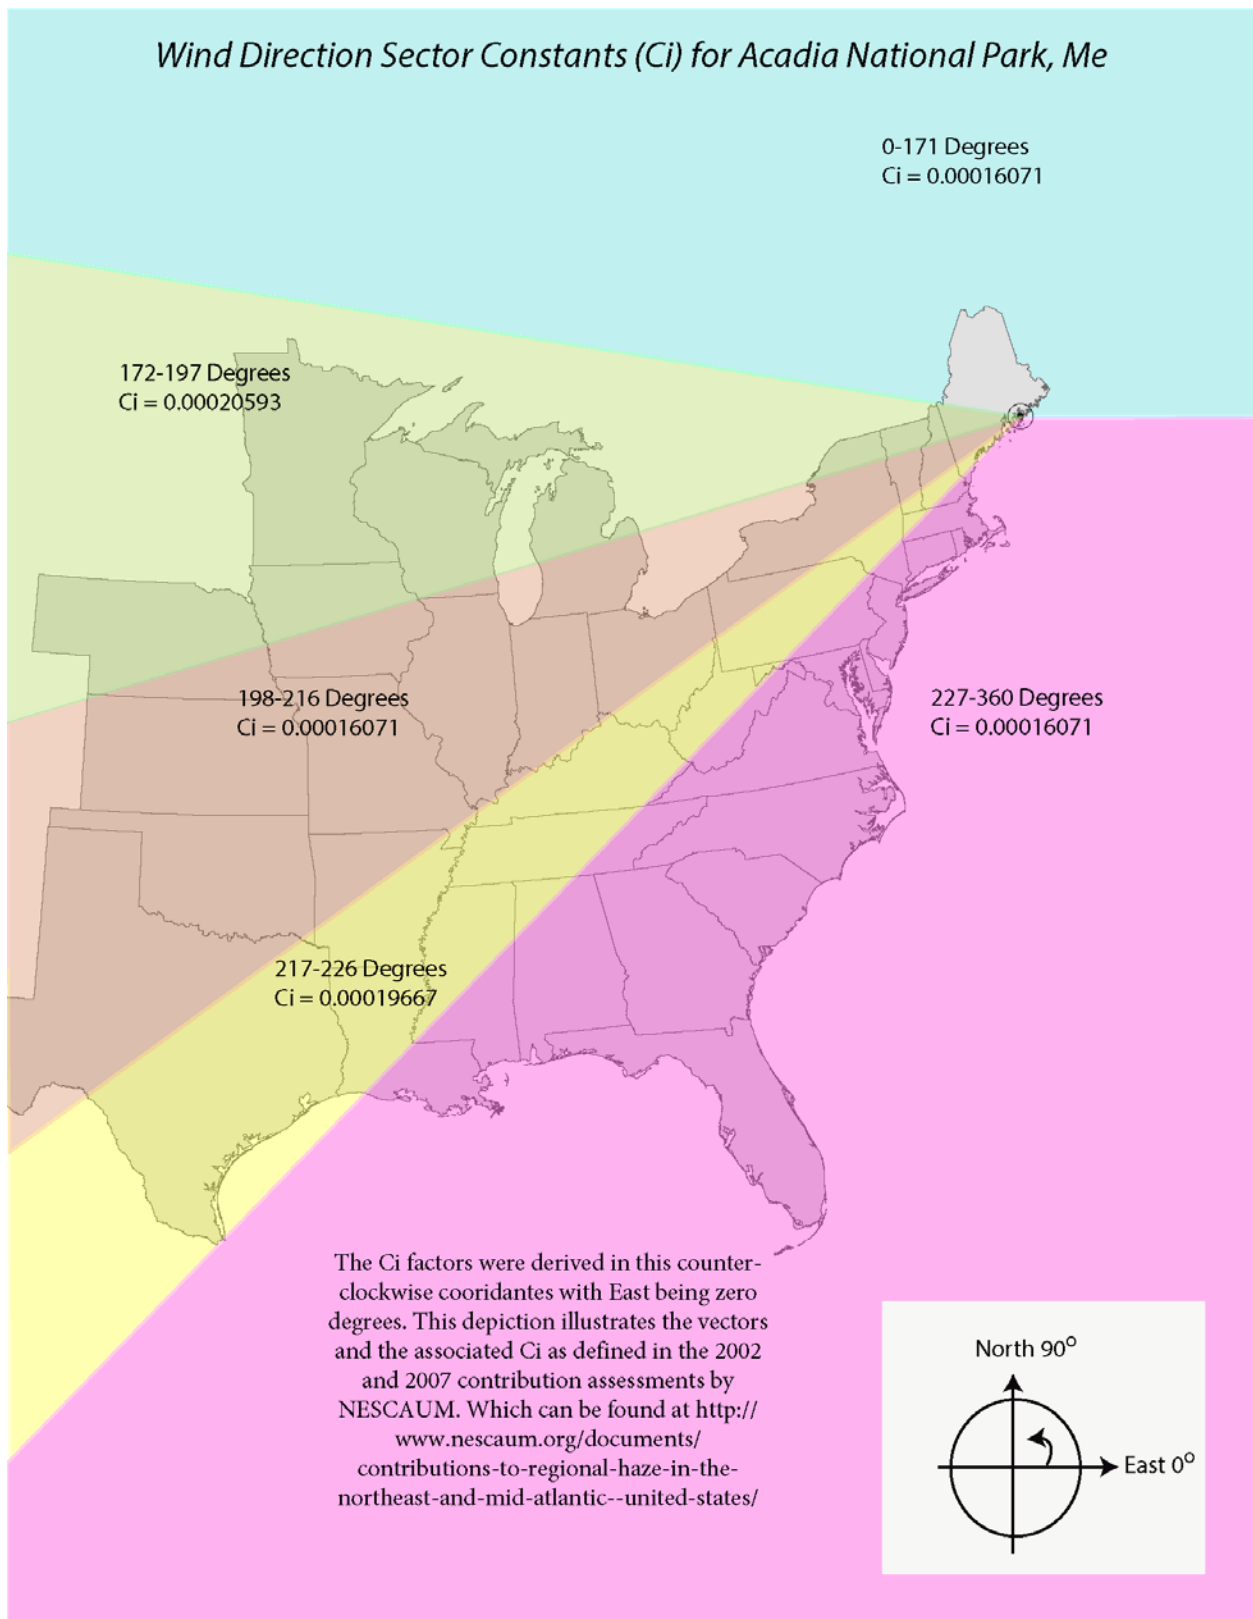 Wind Direction Sector Constants (Ci) for Acadia National Park, Me
0-171 Degrees
Ci = 0.00016071
172-197 Degrees
Ci = 0.00020593
198-216 Degrees
Ci = 0.00016071
227-360 Degrees
Ci = 0.00016071
217-226 Degrees
Ci = 0.00019667
The Ci factors were derived in this counter-
clockwise cooridantes with East being zero
degrees. This depiction illustrates the vectors
and the associated Ci as defined in the 2002
and 2007 contribution assessments by
NESCAUM. Which can be found at http://
www.nescaum.org/documents/
contributions-to-regional-haze-in-the-
northeast-and-mid-atlantic--united-states/
North 90º
East 0º